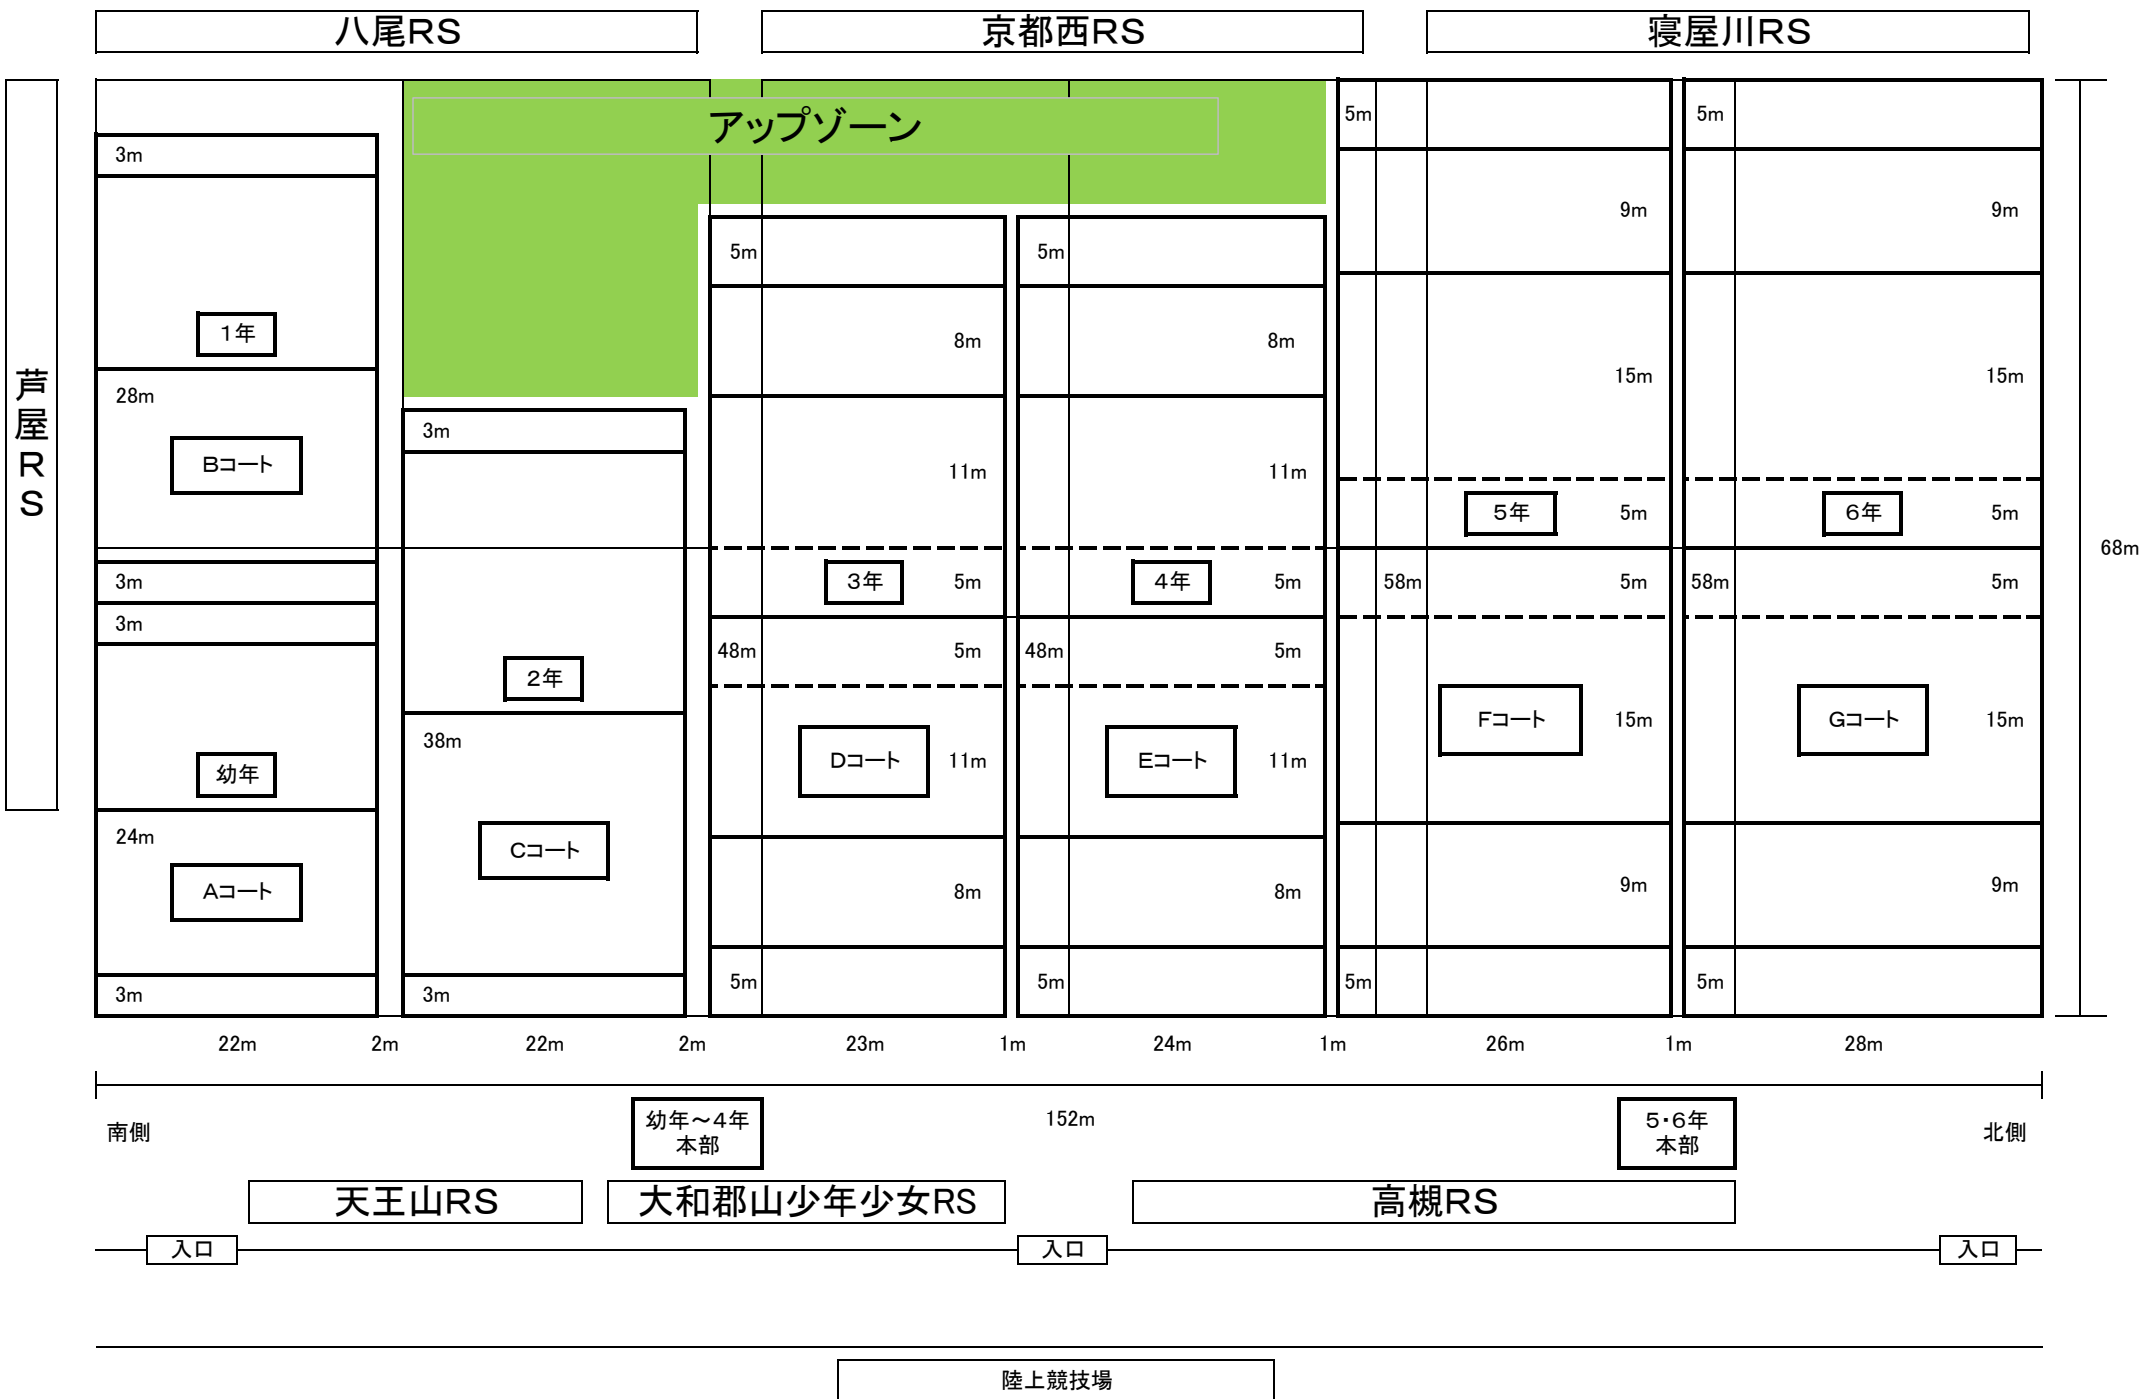 八尾RS
京都西RS
寝屋川RS
芦屋RS
アップゾーン
5m
5m
3m
9m
9m
5m
5m
1年
8m
8m
15m
15m
28m
3m
Bコート
11m
11m
5年
5m
6年
5m
68m
3m
3年
5m
4年
5m
58m
5m
58m
5m
3m
48m
5m
48m
5m
2年
38m
Fコート
15m
Gコート
15m
幼年
Dコート
11m
Eコート
11m
24m
Cコート
Aコート
8m
8m
9m
9m
3m
3m
5m
5m
5m
5m
22m
2m
22m
2m
23m
1m
24m
1m
26m
1m
28m
南側
幼年～4年
本部
152m
5・6年
本部
北側
天王山RS
大和郡山少年少女RS
高槻RS
入口
入口
入口
陸上競技場